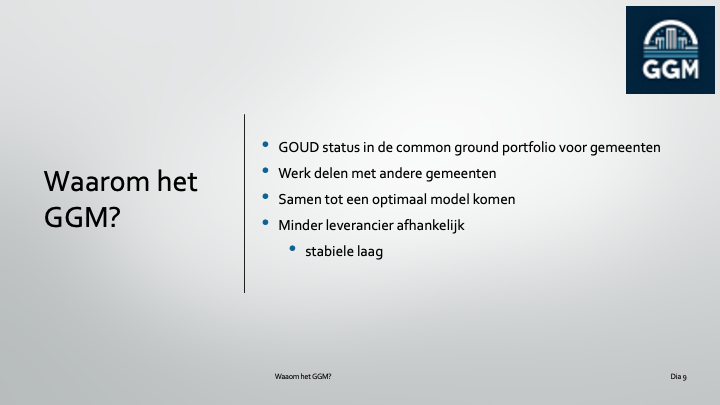 GGM
Waarom het
GGM?
GOUD status in de common ground portfolio voor gemeenten
Werk delen met andere gemeenten
Samen tot een optimaal model komen
Minder leverancier afhankelijk
stabiele laag
Waaom het GGM?
Dia 9